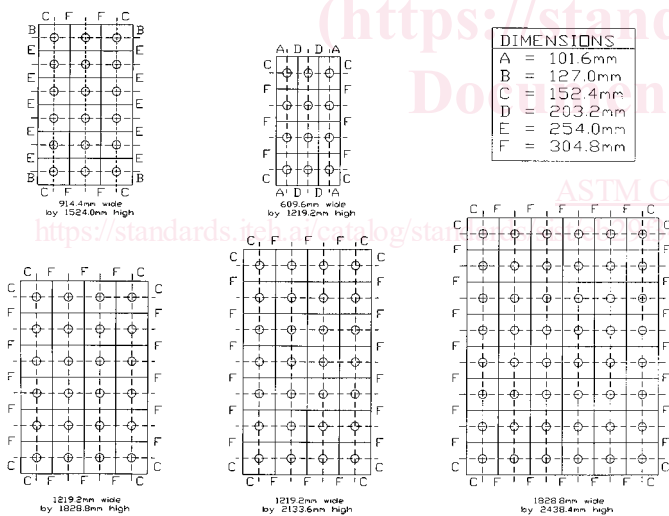 C F F C
B B
E E
E E
E E
E E
E E
B B
C F F C
914.4mm wide
by 1524.0mm high
A D D A
C C
F F
F F
F F
C C
A D D A
609.6mm wide
by 1219.2mm high
DIMENSIONS
A = 101.6mm
B = 127.0mm
C = 152.4mm
D = 203.2mm
E = 254.0mm
F = 304.8mm
(https://stand
Documen
ASTM C
https://standards.iteh.ai/catalog/standards/
C F F F C
C C
F F
F F
F F
F F
F F
C C
C F F F C
1219.2mm wide
by 1828.8mm high
C F F F C
C C
F F
F F
F F
F F
F F
F F
C C
C F F F C
1219.2mm wide
by 2133.6mm high
C F F F F F C
C C
F F
F F
F F
F F
F F
F F
F F
C C
C F F F F F C
1828.8mm wide
by 2438.4mm high